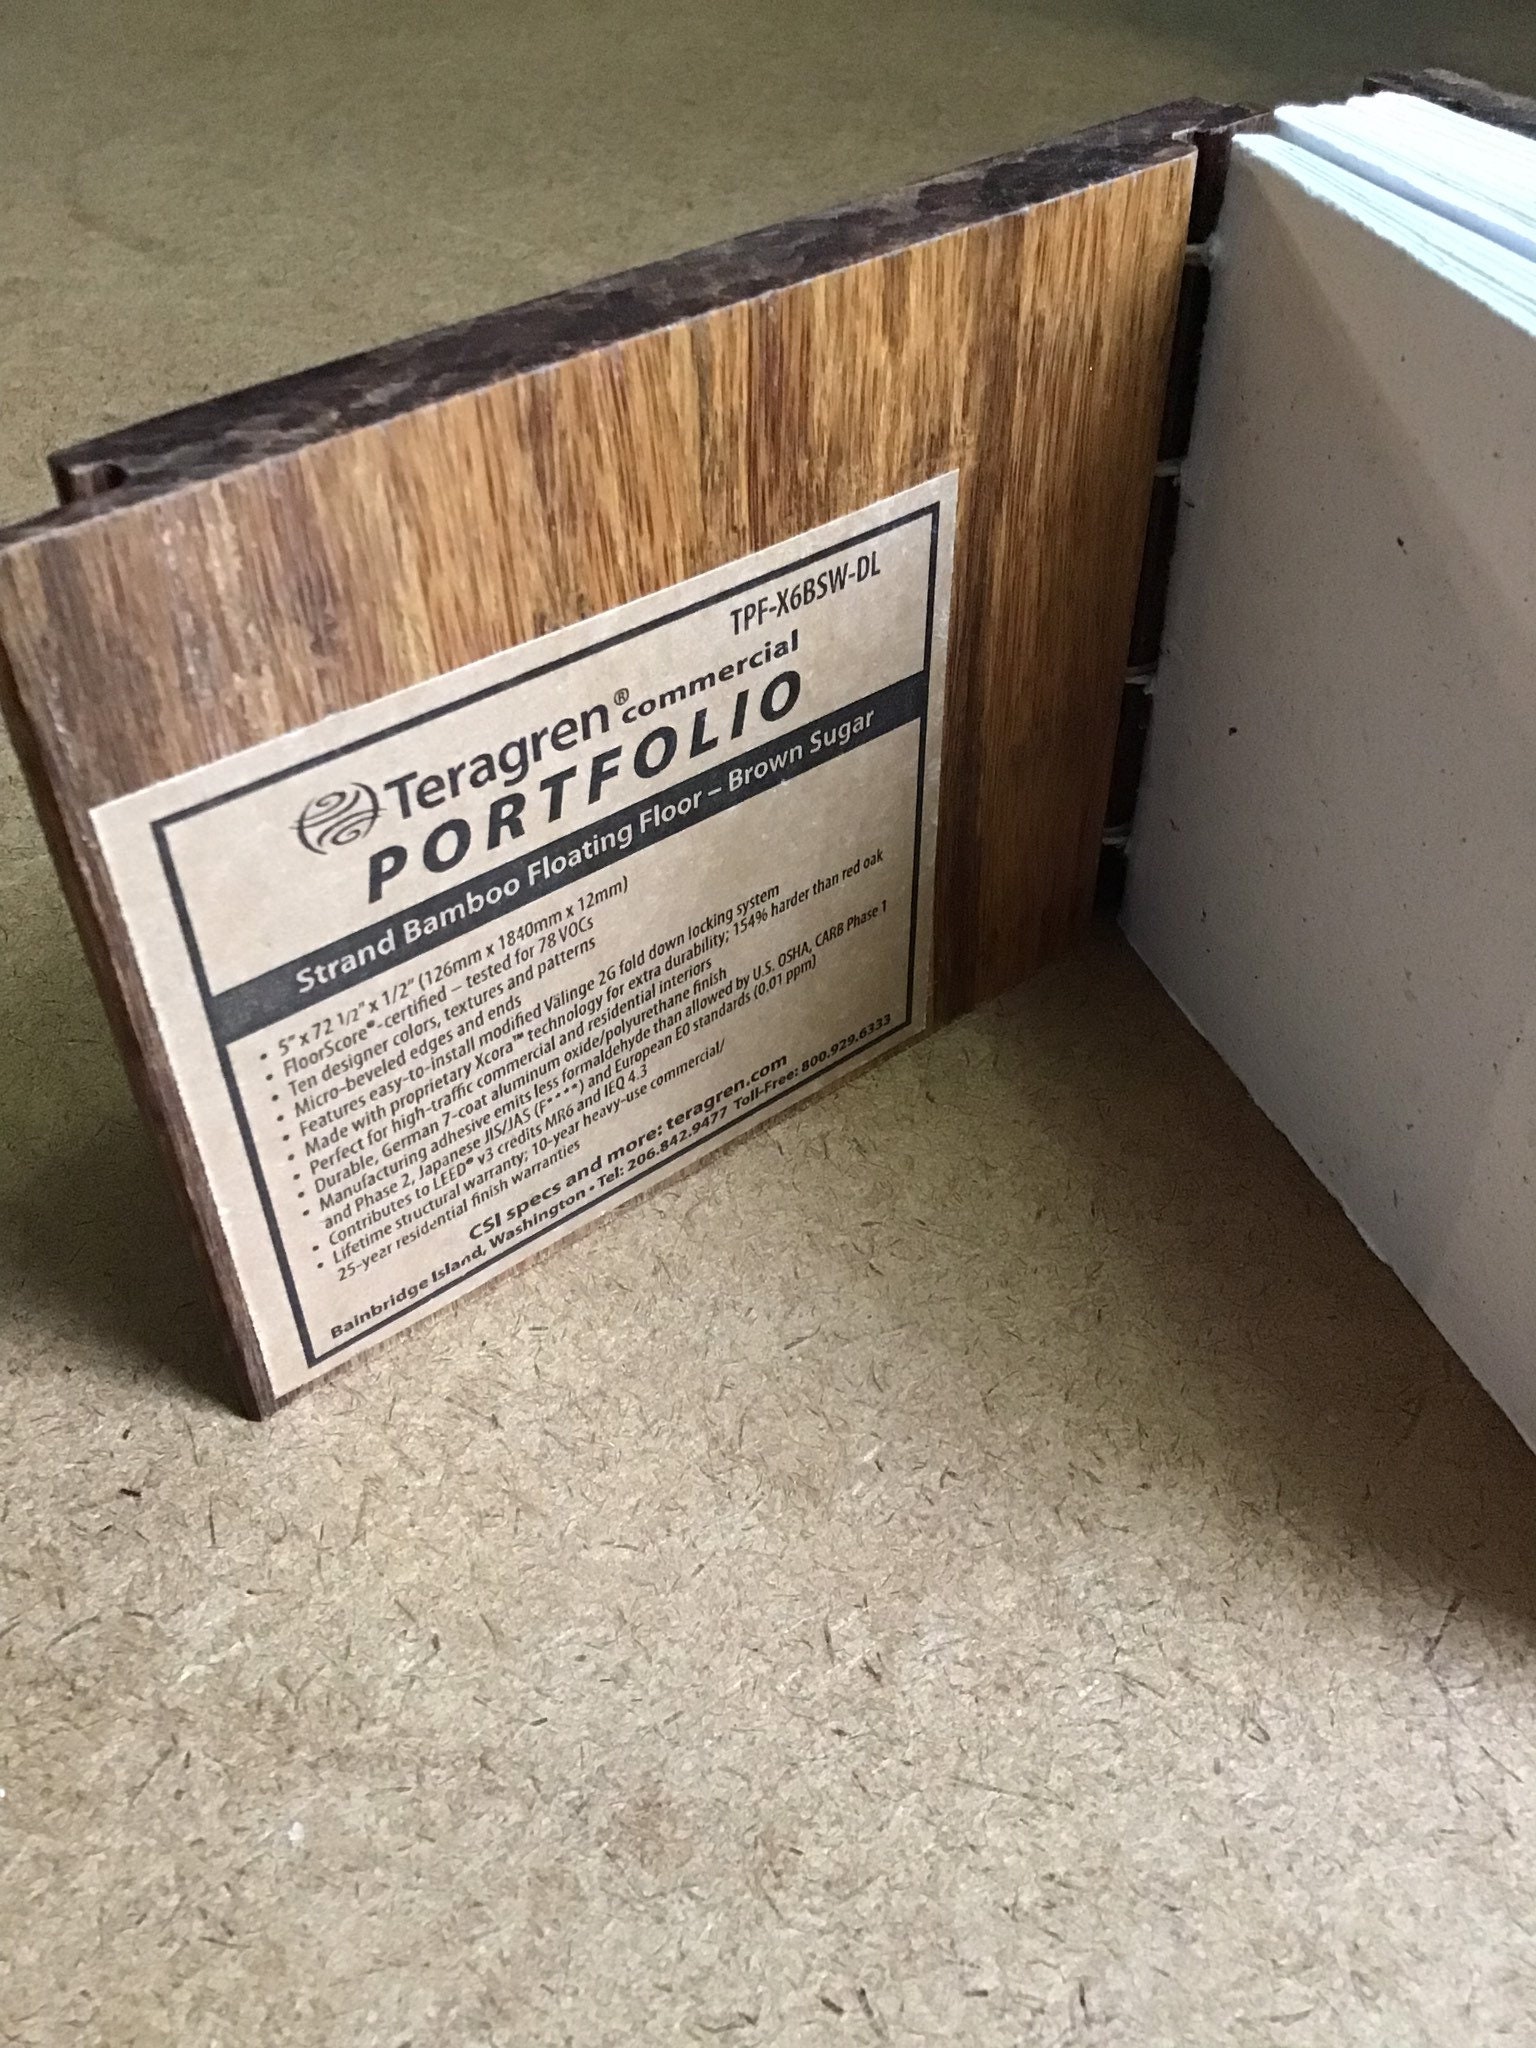 TPF-X6BSW-DL
Teragren® commercial
PORTFOLIO
Strand Bamboo Floating Floor – Brown Sugar
• 5” x 72 1/2” x 1/2” (126mm x 1840mm x 12mm)
• FloorScore®-certified – tested for 78 VOCs
• Ten designer colors, textures and patterns
• Micro-beveled edges and ends
• Features easy-to-install modified Välinge 2G fold down locking system
• Made with proprietary Xcora™ technology for extra durability; 154% harder than red oak
• Perfect for high-traffic commercial and residential interiors
• Durable, German 7-coat aluminum oxide/polyurethane finish
• Manufacturing adhesive emits less formaldehyde than allowed by U.S. OSHA, CARB Phase 1
and Phase 2, Japanese JIS/JAS (F****) and European E0 standards (0.01 ppm)
• Contributes to LEED® v3 credits MR6 and IEQ 4.3
• Lifetime structural warranty; 10-year heavy-use commercial/
25-year residential finish warranties
CSI specs and more: teragren.com
Bainbridge Island, Washington • Tel: 206.842.9477 Toll-Free: 800.929.6333